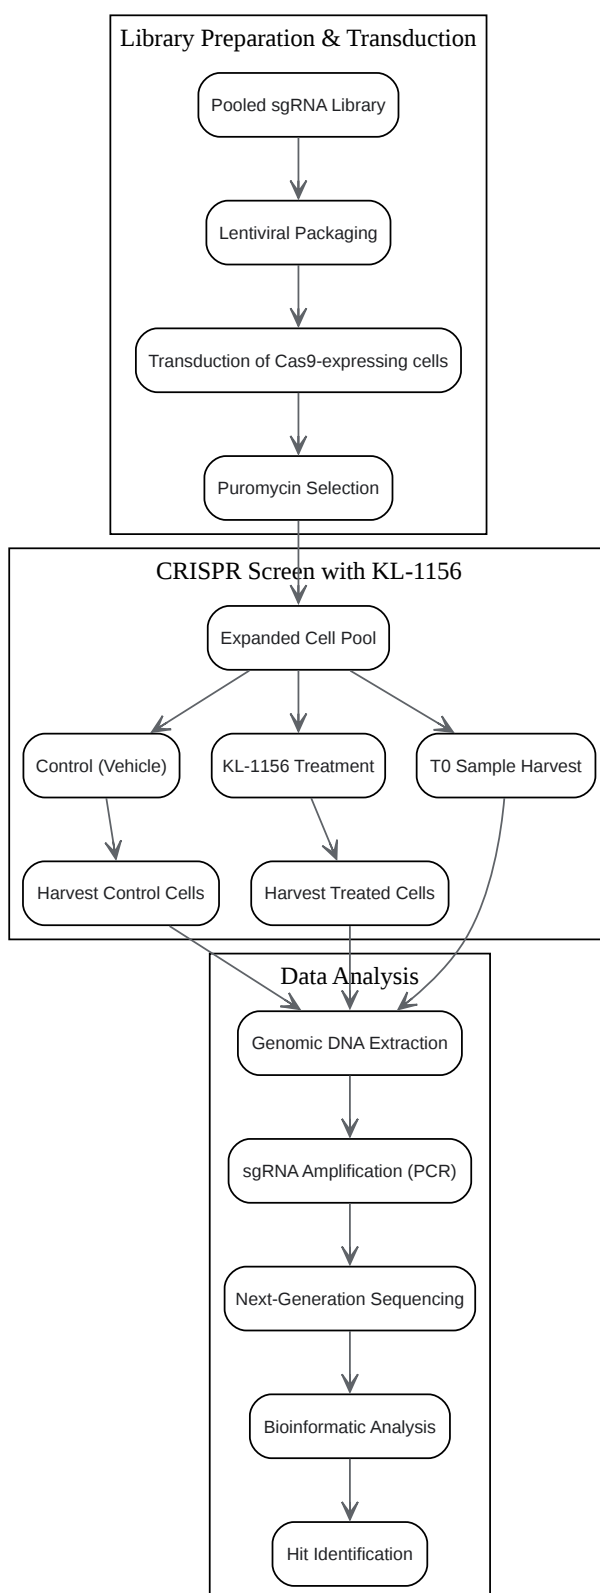 Library Preparation & Transduction
Pooled sgRNA Library
Lentiviral Packaging
Transduction of Cas9-expressing cells
Puromycin Selection
CRISPR Screen with KL-1156
Expanded Cell Pool
Control (Vehicle)
KL-1156 Treatment
T0 Sample Harvest
Harvest Control Cells
Harvest Treated Cells
Data Analysis
Genomic DNA Extraction
sgRNA Amplification (PCR)
Next-Generation Sequencing
Bioinformatic Analysis
Hit Identification